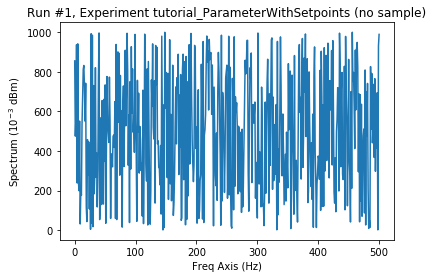 Run #1, Experiment tutorial_ParameterWithSetpoints (no sample)
1000
800
600
400
200
0
Spectrum (10⁻³ dBm)
0 100 200 300 400 500
Freq Axis (Hz)